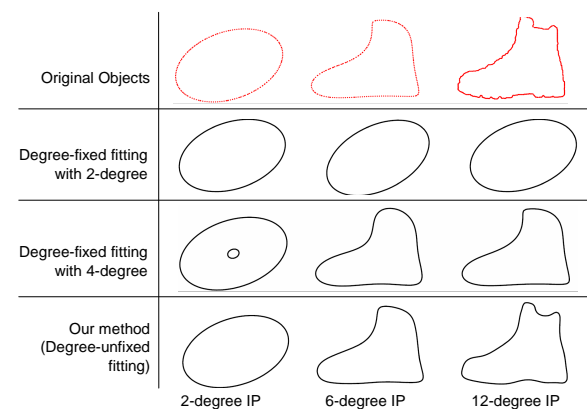 Original Objects
Degree-fixed fitting
with 2-degree
Degree-fixed fitting
with 4-degree
Our method
(Degree-unfixed
fitting)
2-degree IP
6-degree IP
12-degree IP